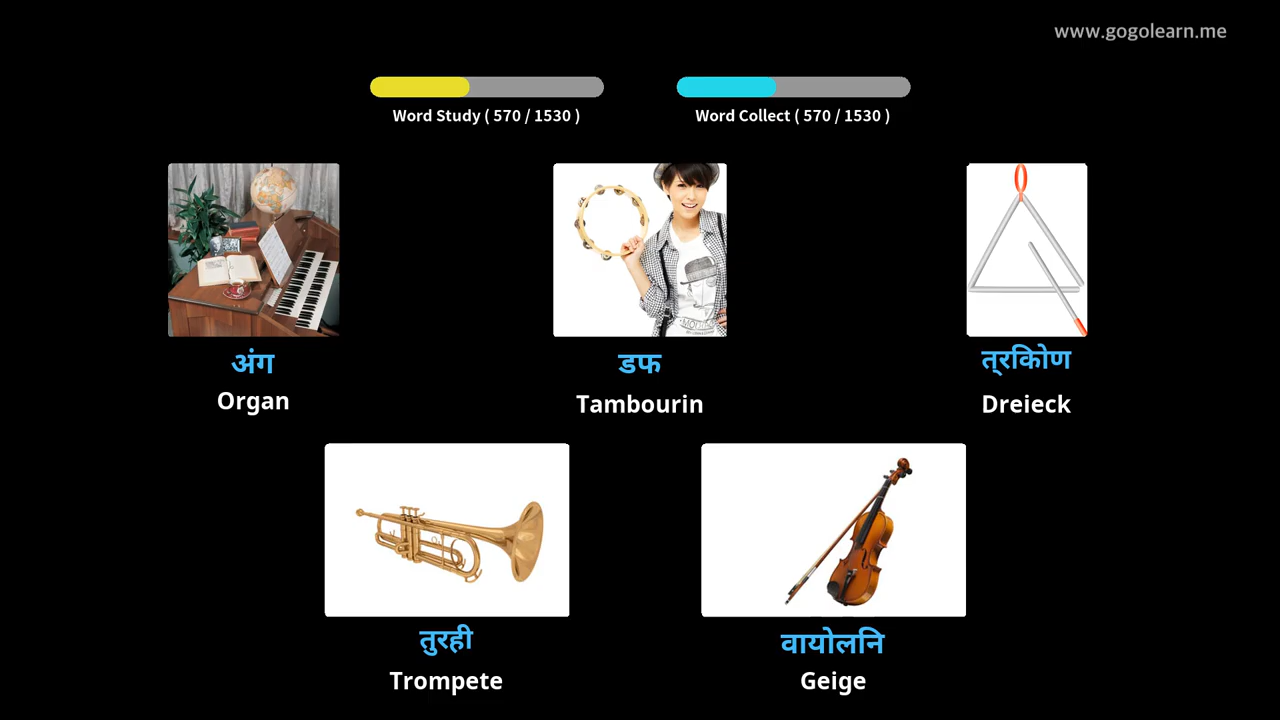 www.gogolearn.me
Word Study ( 570 / 1530 )
Word Collect ( 570 / 1530 )
अंग
Organ
डफ
Tambourin
त्रिकोण
Dreieck
तुरही
Trompete
वायोलिन
Geige